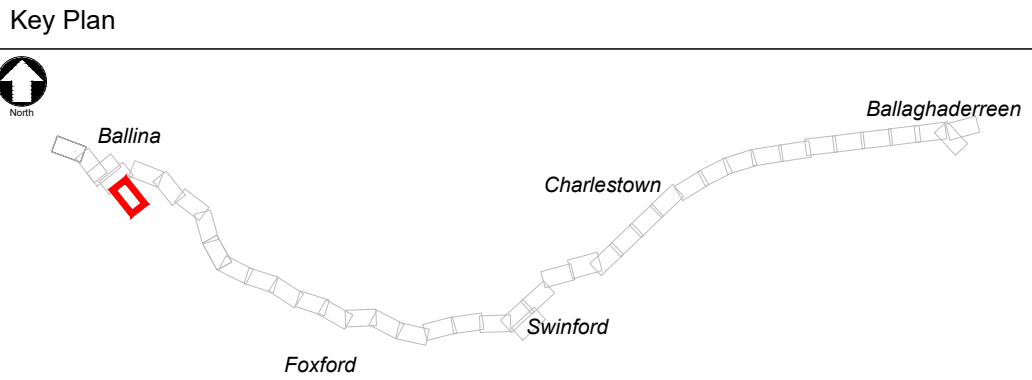 Key Plan
North
Ballina
Ballaghaderreen
Charlestown
Swinford
Foxford